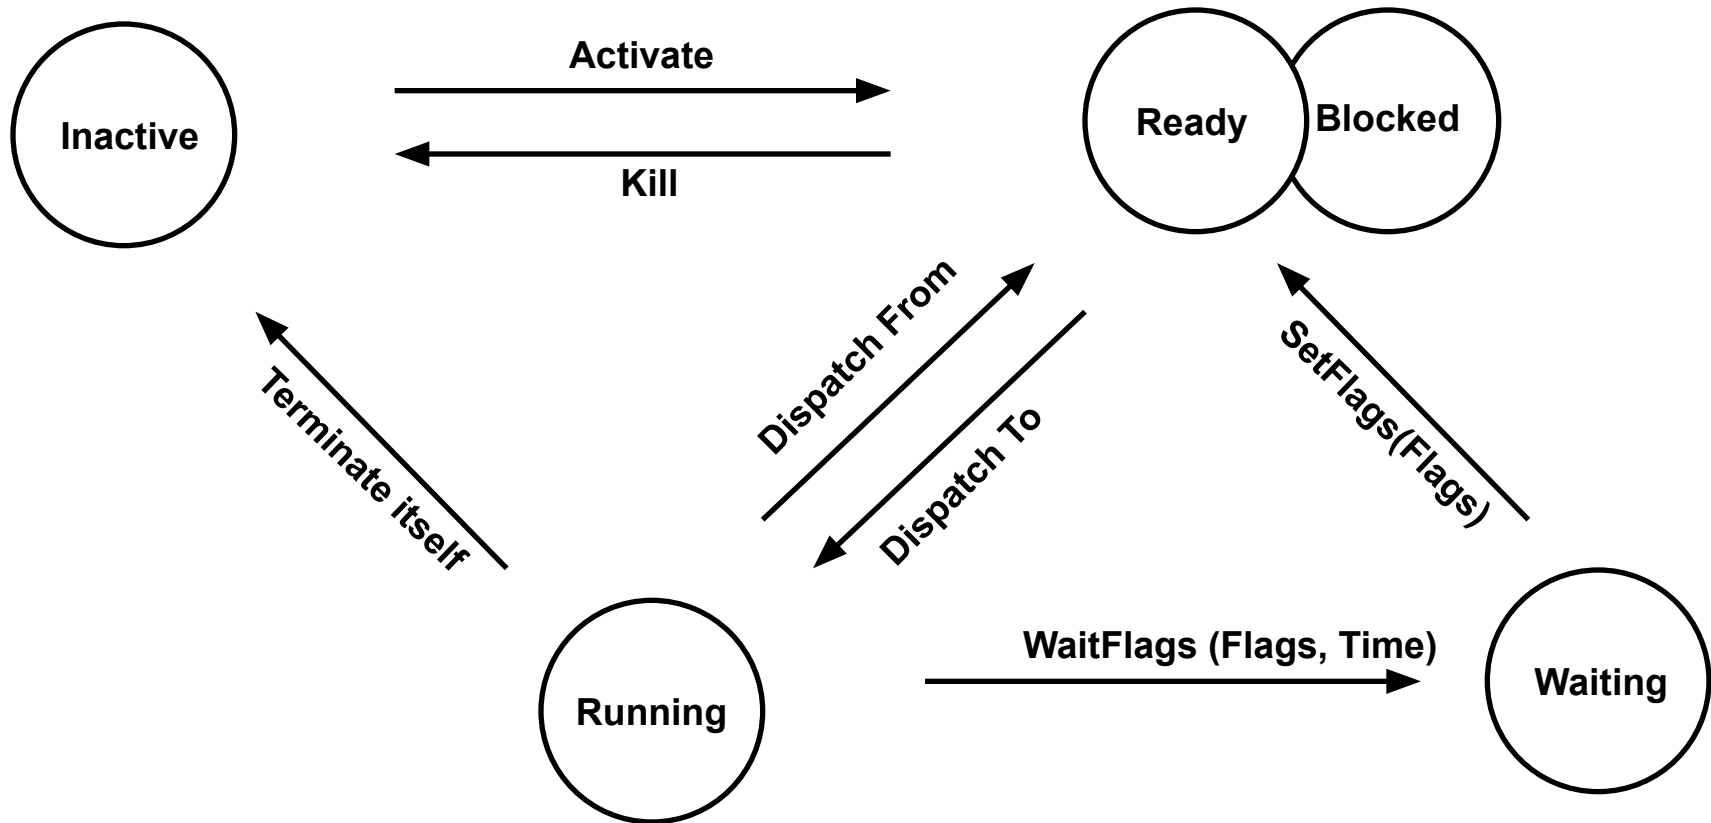 Activate
Inactive
Ready
Blocked
Kill
Dispatch From
Dispatch To
SetFlags(Flags)
Terminate itself
WaitFlags (Flags, Time)
Running
Waiting